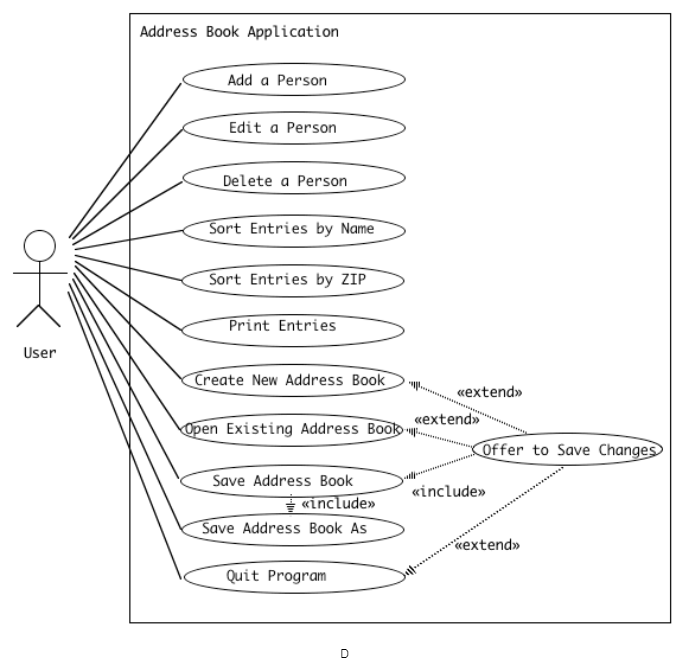 Address Book Application
Add a Person
Edit a Person
Delete a Person
Sort Entries by Name
Sort Entries by ZIP
Print Entries
User
Create New Address Book
«extend»
«extend»
Open Existing Address Book
Offer to Save Changes
Save Address Book
«include»
«include»
Save Address Book As
«extend»
Quit Program
D